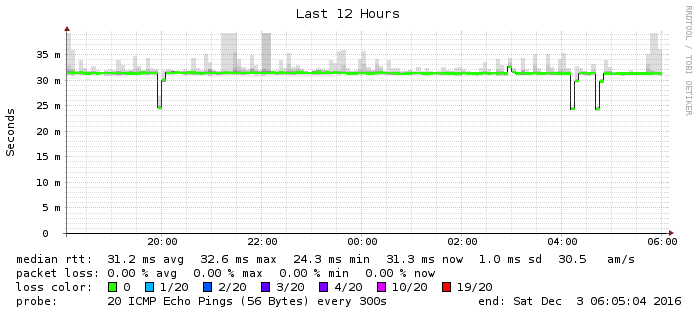 Last 12 Hours
RRDTOOL / TOBI OETIKER
Seconds
35 m
30 m
25 m
20 m
15 m
10 m
5 m
0
20:00 22:00 00:00 02:00 04:00 06:00
median rtt: 31.2 ms avg 32.6 ms max 24.3 ms min 31.3 ms now 1.0 ms sd 30.5 am/s
packet loss: 0.00 % avg 0.00 % max 0.00 % min 0.00 % now
loss color: 0 1/20 2/20 3/20 4/20 10/20 19/20
probe: 20 ICMP Echo Pings (56 Bytes) every 300s end: Sat Dec 3 06:05:04 2016